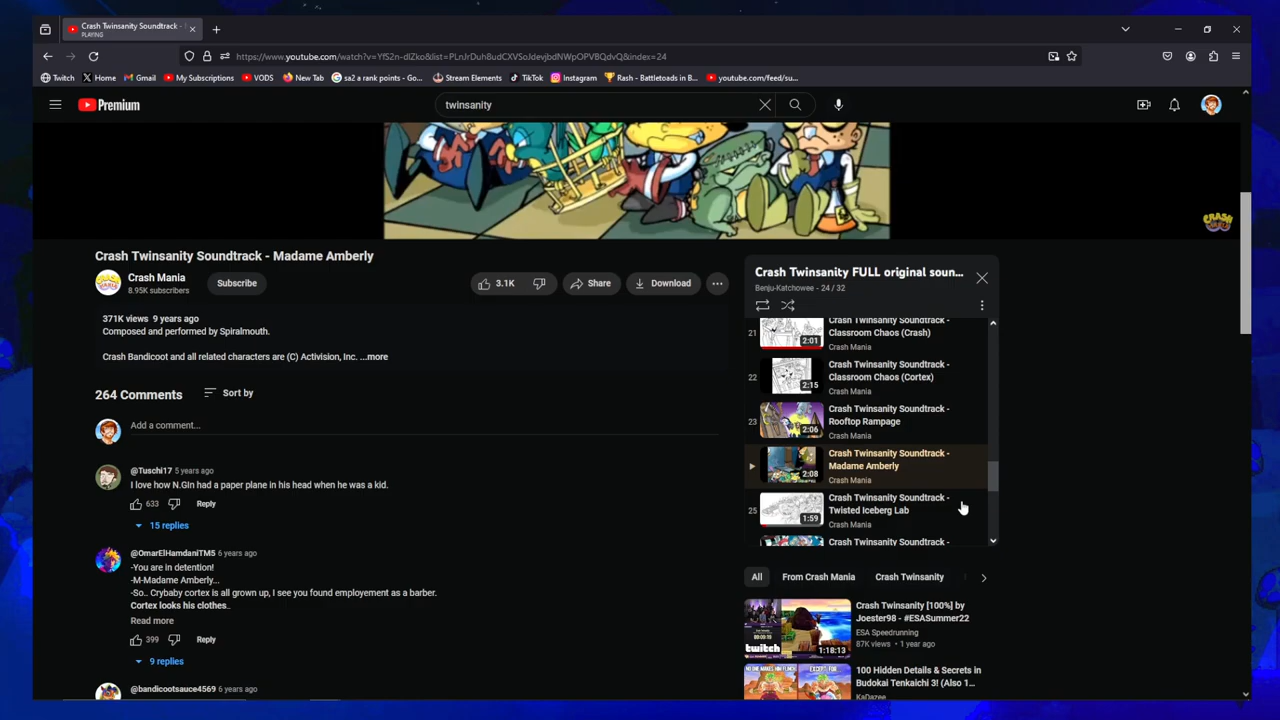 Crash Twinsanity Soundtrack -
PLAYING
https://www.youtube.com/watch?v=YfS2n-dlZko&list=PLnJrDuh8udCXVSoJdevjbdNWpOPVBQdvQ&index=24
Twitch
Home
Gmail
My Subscriptions
VODS
New Tab
sa2 a rank points - Go...
Stream Elements
TikTok
Instagram
Rash - Battletoads in B...
youtube.com/feed/su...
Premium
twinsanity
CRASH
Crash Twinsanity Soundtrack - Madame Amberly
Crash Mania
8.95K subscribers
Subscribe
3.1K
Share
Download
371K views 9 years ago
Composed and performed by Spiralmouth.
Crash Bandicoot and all related characters are (C) Activision, Inc. ...more
264 Comments
Sort by
Add a comment...
@Tuschi17 5 years ago
I love how N.GIn had a paper plane in his head when he was a kid.
633
Reply
15 replies
@OmarElHamdaniTM5 6 years ago
-You are in detention!
-M-Madame Amberly...
-So.. Crybaby cortex is all grown up, I see you found employement as a barber.
Cortex looks his clothes..
Read more
399
Reply
9 replies
@bandicootsauce4569 6 years ago
Crash Twinsanity FULL original soun...
Benju-Katchowee - 24 / 32
21
2:01
Crash Twinsanity Soundtrack -
Classroom Chaos (Crash)
Crash Mania
22
2:15
Crash Twinsanity Soundtrack -
Classroom Chaos (Cortex)
Crash Mania
23
2:06
Crash Twinsanity Soundtrack -
Rooftop Rampage
Crash Mania
2:08
Crash Twinsanity Soundtrack -
Madame Amberly
Crash Mania
25
1:59
Crash Twinsanity Soundtrack -
Twisted Iceberg Lab
Crash Mania
Crash Twinsanity Soundtrack -
All
From Crash Mania
Crash Twinsanity
twitch
1:18:13
Crash Twinsanity [100%] by
Joester98 - #ESASummer22
ESA Speedrunning
87K views • 1 year ago
100 Hidden Details & Secrets in
Budokai Tenkaichi 3! (Also 1...
KaDazee